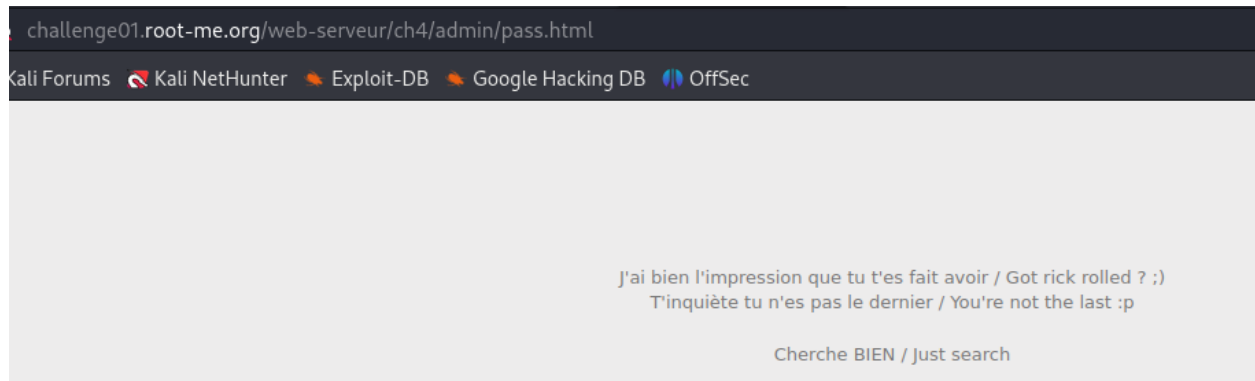 challenge01.root-me.org/web-serveur/ch4/admin/pass.html
Kali Forums Kali NetHunter Exploit-DB Google Hacking DB OffSec
J'ai bien l'impression que tu t'es fait avoir / Got rick rolled ? ;)
T'inquiète tu n'es pas le dernier / You're not the last :p
Cherche BIEN / Just search